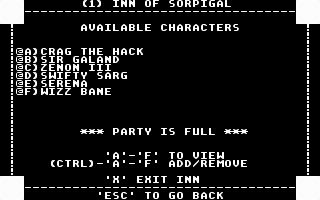 (1) INN OF SORPIGAL
AVAILABLE CHARACTERS
@A)CRAG THE HACK
@B)SIR GALAND
@C)ZENON III
@D)SWIFTY SARG
@E)SERENA
@F)WIZZ BANE
*** PARTY IS FULL ***
'A'-'F' TO VIEW
(CTRL)-'A'-'F' ADD/REMOVE
'X' EXIT INN
'ESC' TO GO BACK